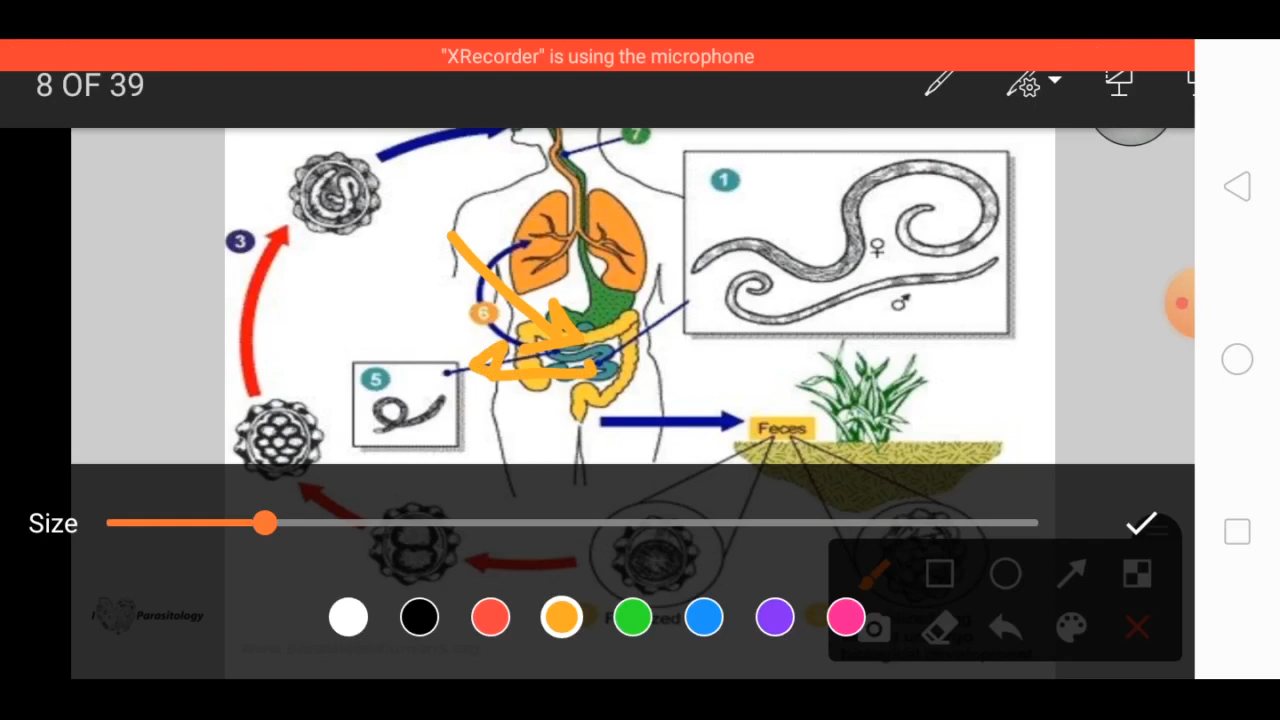 "XRecorder" is using the microphone
8 OF 39
7
1
3
6
5
Feces
Size
Parasitology